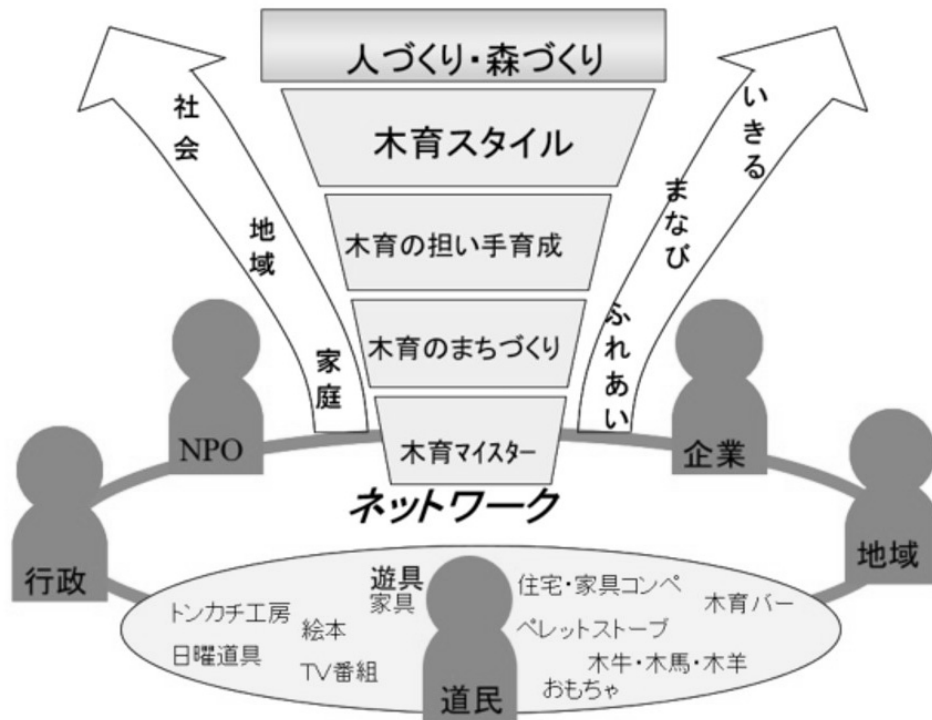 人づくり・森づくり
木育スタイル
木育の担い手育成
木育のまちづくり
木育マイスター
ネットワーク
社会
地域
家庭
いきる
まなび
ふれあい
NPO
企業
行政
地域
道民
遊具
家具
住宅・家具コンペ
木育バー
トンカチ工房
絵本
ペレットストーブ
日曜道具
TV番組
木牛・木馬・木羊
おもちゃ